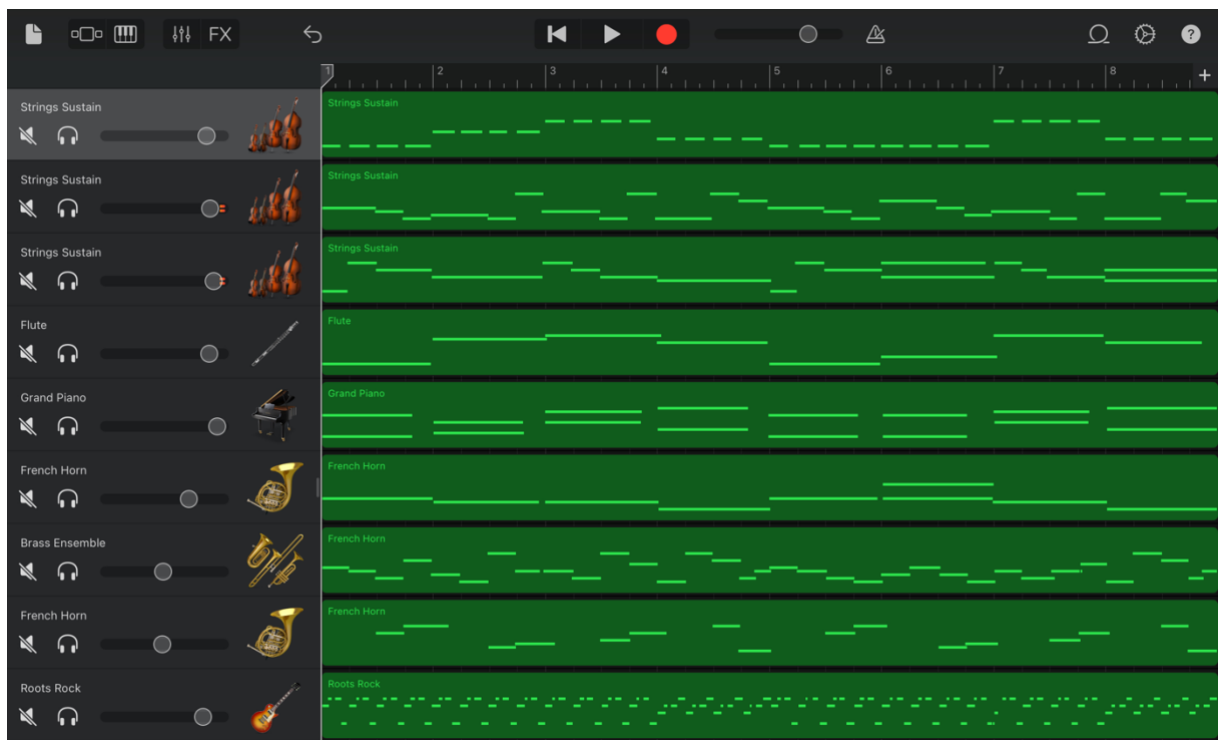 FX
?
1 2 3 4 5 6 7 8 +
Strings Sustain
Strings Sustain
Strings Sustain
Strings Sustain
Strings Sustain
Strings Sustain
Flute
Flute
Grand Piano
Grand Piano
French Horn
French Horn
Brass Ensemble
French Horn
French Horn
French Horn
Roots Rock
Roots Rock